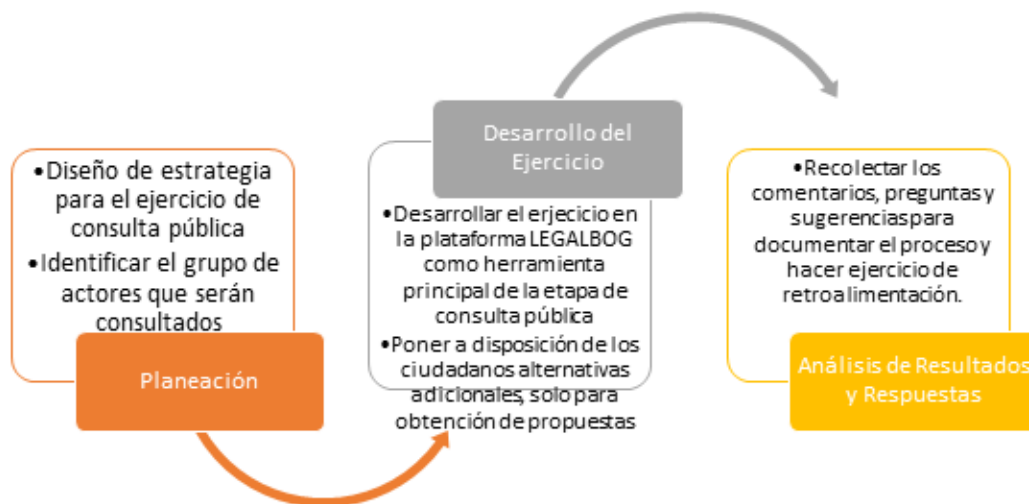 •Diseño de estrategia
para el ejercicio de
consulta pública
•Identificar el grupo de
actores que serán
consultados
Planeación
Desarrollo del
Ejercicio
•Desarrollar el erjecicio en
la plataforma LEGALBOG
como herramienta
principal de la etapa de
consulta pública
•Poner a disposición de los
ciudadanos alternativas
adicionales, solo para
obtención de propuestas
•Recolectar los
comentarios, preguntas y
sugerencias para
documentar el proceso y
hacer ejercicio de
retroalimentación.
Análisis de Resultados
y Respuestas